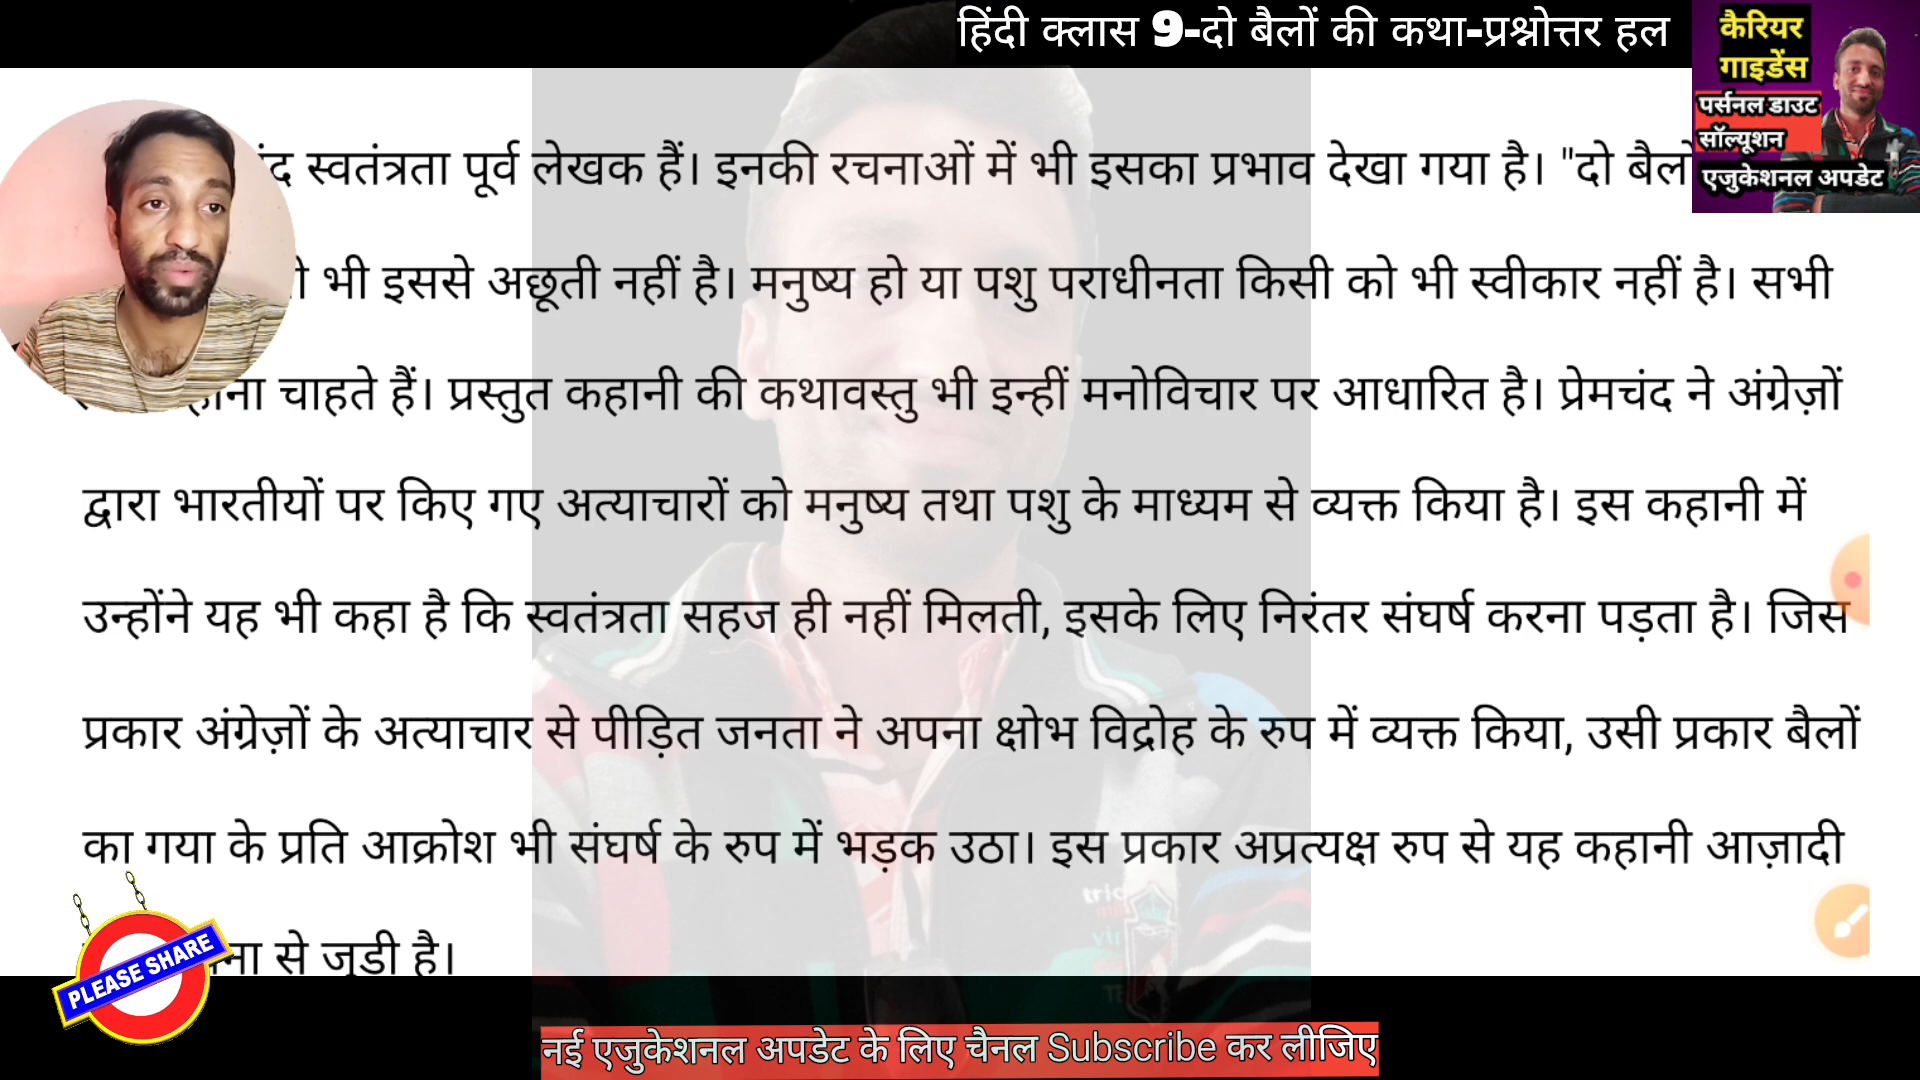 हिंदी क्लास 9-दो बैलों की कथा-प्रश्नोत्तर हल
कैरियर
गाइडेंस
पर्सनल डाउट
सॉल्यूशन
एजुकेशनल अपडेट
स्वतंत्रता पूर्व लेखक हैं। इनकी रचनाओं में भी इसका प्रभाव देखा गया है। "दो
भी इससे अछूती नहीं है। मनुष्य हो या पशु पराधीनता किसी को भी स्वीकार नहीं है। सभी
चाहते हैं। प्रस्तुत कहानी की कथावस्तु भी इन्हीं मनोविचार पर आधारित है। प्रेमचंद ने अंग्रेज़ों
द्वारा भारतीयों पर किए गए अत्याचारों को मनुष्य तथा पशु के माध्यम से व्यक्त किया है। इस कहानी में
उन्होंने यह भी कहा है कि स्वतंत्रता सहज ही नहीं मिलती, इसके लिए निरंतर संघर्ष करना पड़ता है। जिस
प्रकार अंग्रेज़ों के अत्याचार से पीड़ित जनता ने अपना क्षोभ विद्रोह के रुप में व्यक्त किया, उसी प्रकार बैलों
का गया के प्रति आक्रोश भी संघर्ष के रुप में भड़क उठा। इस प्रकार अप्रत्यक्ष रुप से यह कहानी आज़ादी
से जुड़ी है।
PLEASE SHARE
नई एजुकेशनल अपडेट के लिए चैनल Subscribe कर लीजिए